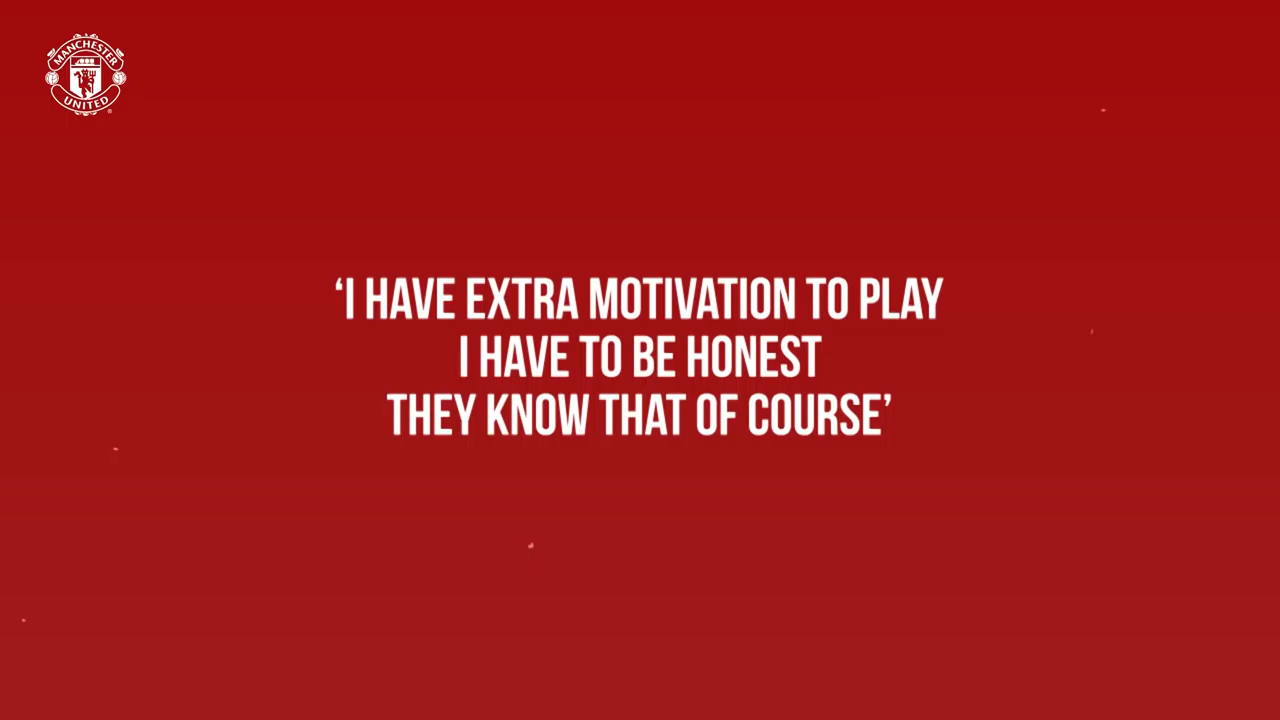 MANCHESTER
UNITED
‘I HAVE EXTRA MOTIVATION TO PLAY
I HAVE TO BE HONEST
THEY KNOW THAT OF COURSE’